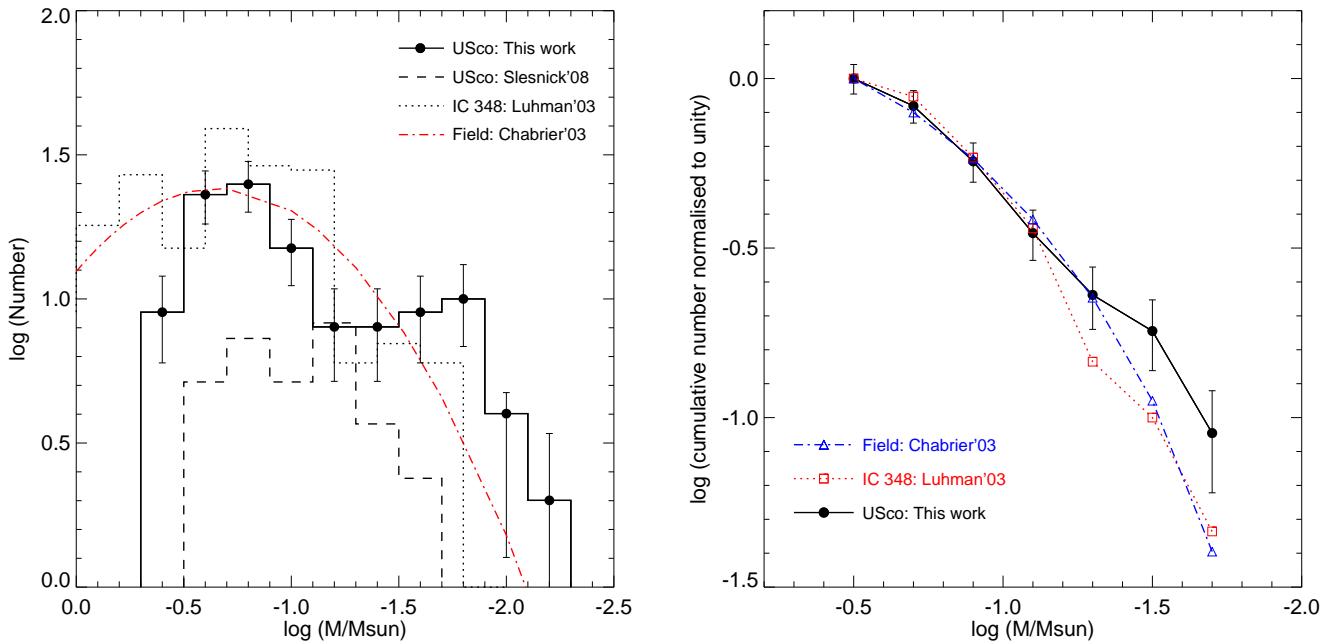 2.0
1.5
1.0
0.5
0.0
log (Number)
0.0 -0.5 -1.0 -1.5 -2.0 -2.5
log (M/Msun)
USco: This work
USco: Slesnick'08
IC 348: Luhman'03
Field: Chabrier'03
0.0
-0.5
-1.0
-1.5
log (cumulative number normalised to unity)
-0.5 -1.0 -1.5 -2.0
log (M/Msun)
Field: Chabrier'03
IC 348: Luhman'03
USco: This work